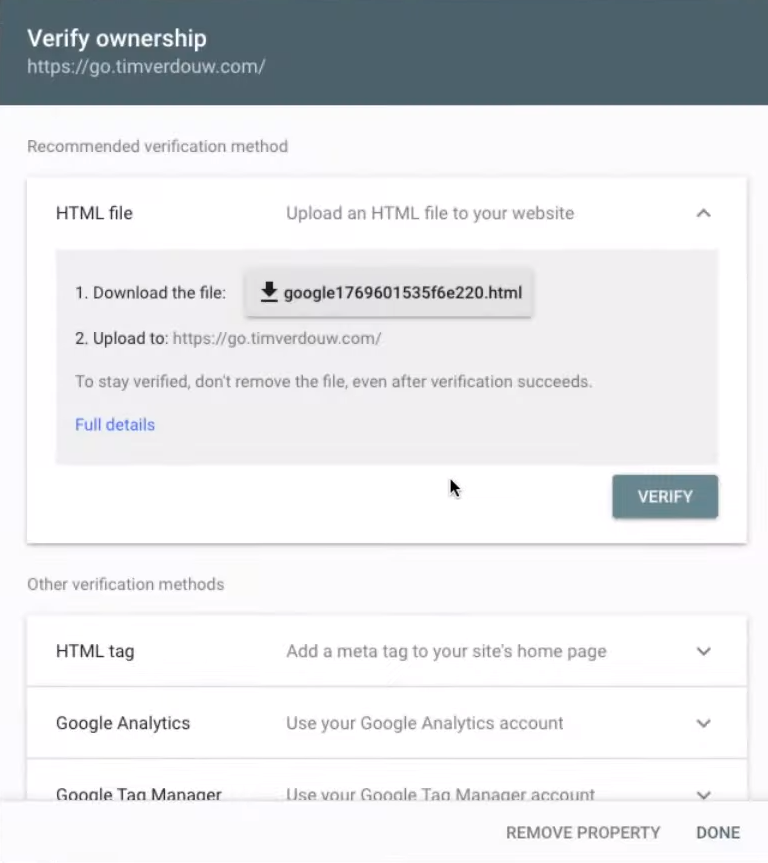 Verify ownership
https://go.timverdouw.com/
Recommended verification method
HTML file Upload an HTML file to your website
1. Download the file: google1769601535f6e220.html
2. Upload to: https://go.timverdouw.com/
To stay verified, don't remove the file, even after verification succeeds.
Full details
VERIFY
Other verification methods
HTML tag Add a meta tag to your site's home page
Google Analytics Use your Google Analytics account
Google Tag Manager Use your Google Tag Manager account
REMOVE PROPERTY DONE